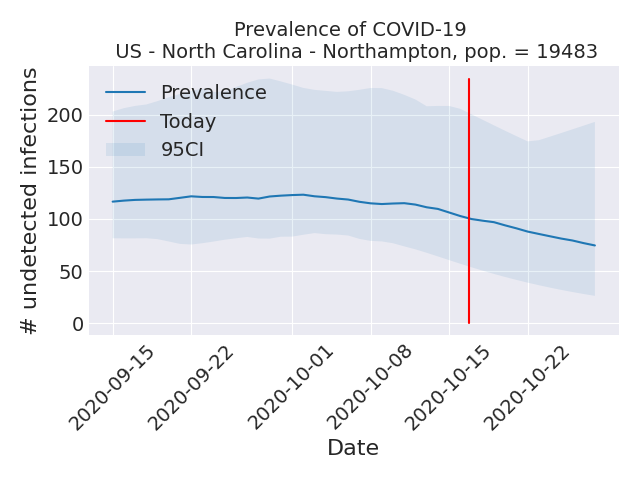 Prevalence of COVID-19
US - North Carolina - Northampton, pop. = 19483
# undetected infections
200
150
100
50
0
Prevalence
Today
95CI
2020-09-15
2020-09-22
2020-10-01
2020-10-08
2020-10-15
2020-10-22
Date